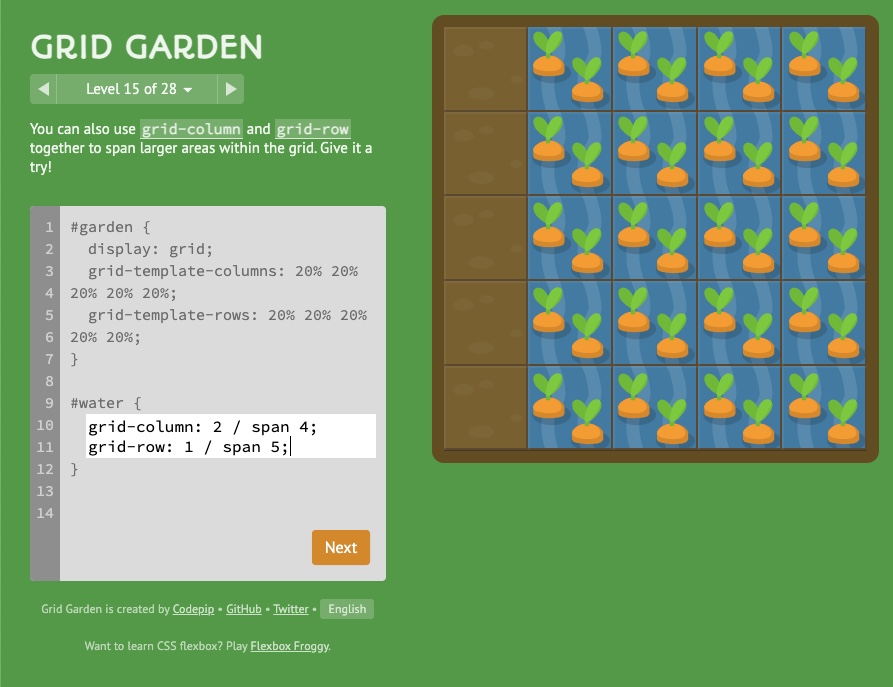 GRID GARDEN
Level 15 of 28
You can also use grid-column and grid-row
together to span larger areas within the grid. Give it a
try!
1 #garden {
2 display: grid;
3 grid-template-columns: 20% 20%
4 20% 20% 20%;
5 grid-template-rows: 20% 20% 20%
6 20% 20%;
7 }
8
9 #water {
10 grid-column: 2 / span 4;
11 grid-row: 1 / span 5;
12 }
13
14
Next
Grid Garden is created by Codepip • GitHub • Twitter • English
Want to learn CSS flexbox? Play Flexbox Froggy.